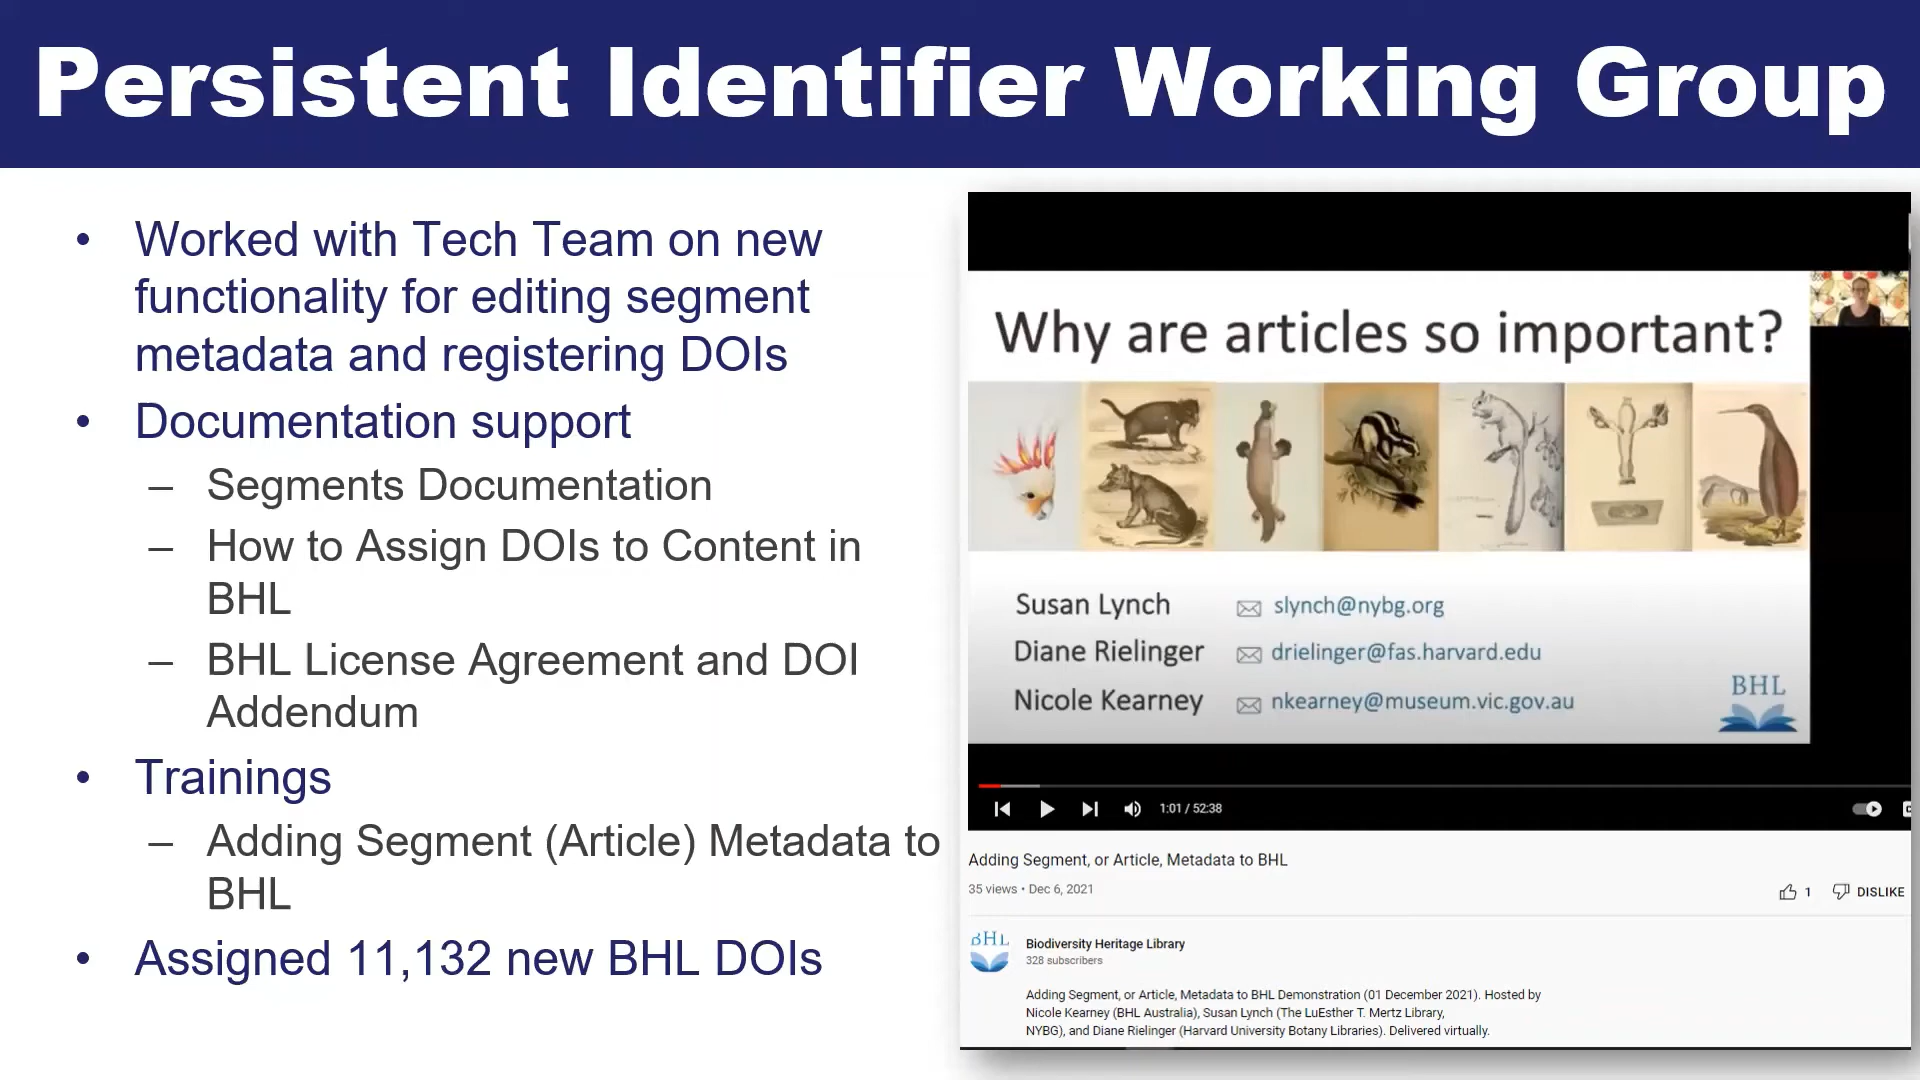 Persistent Identifier Working Group
• Worked with Tech Team on new
functionality for editing segment
metadata and registering DOIs
• Documentation support
– Segments Documentation
– How to Assign DOIs to Content in
BHL
– BHL License Agreement and DOI
Addendum
• Trainings
– Adding Segment (Article) Metadata to
BHL
• Assigned 11,132 new BHL DOIs
Why are articles so important?
Susan Lynch slynch@nybg.org
Diane Rielinger drielinger@fas.harvard.edu
Nicole Kearney nkearney@museum.vic.gov.au
BHL
1:01 / 52:38
Adding Segment, or Article, Metadata to BHL
35 views • Dec 6, 2021
1 DISLIKE
BHL
Biodiversity Heritage Library
328 subscribers
Adding Segment, or Article, Metadata to BHL Demonstration (01 December 2021). Hosted by
Nicole Kearney (BHL Australia), Susan Lynch (The LuEsther T. Mertz Library,
NYBG), and Diane Rielinger (Harvard University Botany Libraries). Delivered virtually.